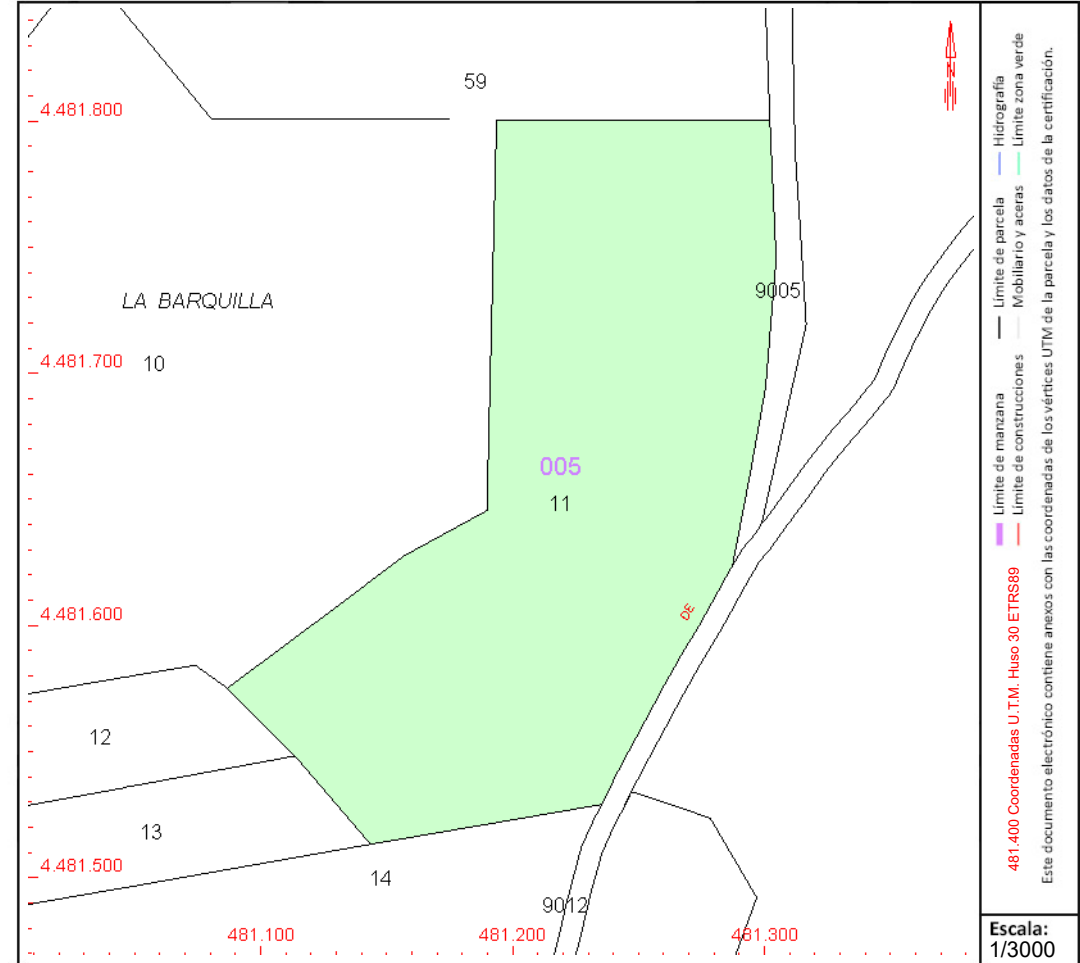 59
4.481.800
N
LA BARQUILLA
9005
4.481.700
10
005
11
DE
4.481.600
12
13
4.481.500
14
9012
481.100
481.200
481.300
Límite de manzana
Límite de parcela
Hidrografía
Límite de construcciones
Mobiliario y aceras
Límite zona verde
481.400 Coordenadas U.T.M. Huso 30 ETRS89
Este documento electrónico contiene anexos con las coordenadas de los vértices UTM de la parcela y los datos de la certificación.
Escala:
1/3000